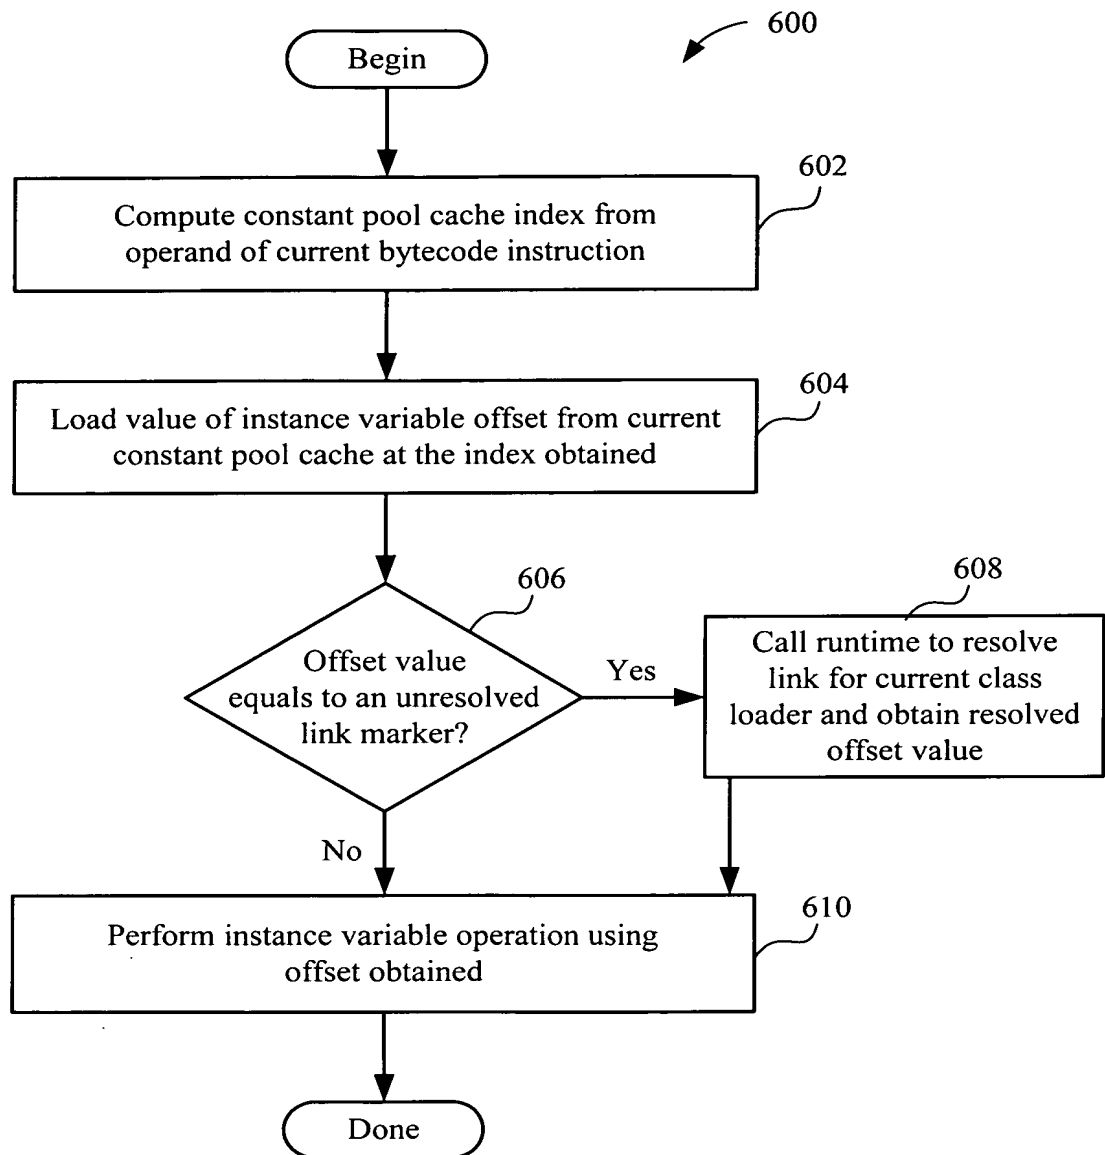 600
Begin
602
Compute constant pool cache index from
operand of current bytecode instruction
604
Load value of instance variable offset from current
constant pool cache at the index obtained
606
Offset value
equals to an unresolved
link marker?
Yes
608
Call runtime to resolve
link for current class
loader and obtain resolved
offset value
No
610
Perform instance variable operation using
offset obtained
Done